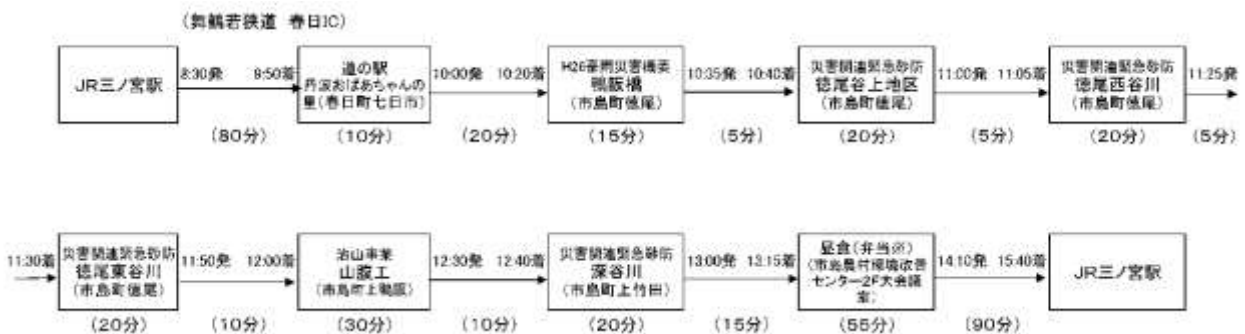 (舞鶴若狭道 春日IC)
JR三ノ宮駅
8:30発 9:50着
(80分)
道の駅
丹波おばあちゃんの
里(春日町七日市)
(10分)
10:00発 10:20着
(20分)
H26豪雨災害概要
鴨阪橋
(市島町徳尾)
(15分)
10:35発 10:40着
(5分)
災害関連緊急砂防
徳尾谷上地区
(市島町徳尾)
(20分)
11:00発 11:05着
(5分)
災害関連緊急砂防
徳尾西谷川
(市島町徳尾)
(20分)
11:25発
(5分)
11:30着
災害関連緊急砂防
徳尾東谷川
(市島町徳尾)
(20分)
11:50発 12:00着
(10分)
治山事業
山腹工
(市島町上鴨阪)
(30分)
12:30発 12:40着
(10分)
災害関連緊急砂防
深谷川
(市島町上竹田)
(20分)
13:00発 13:15着
(15分)
昼食(弁当※)
(市島農村環境改善
センター2F大会議
室)
(55分)
14:10発 15:40着
(90分)
JR三ノ宮駅